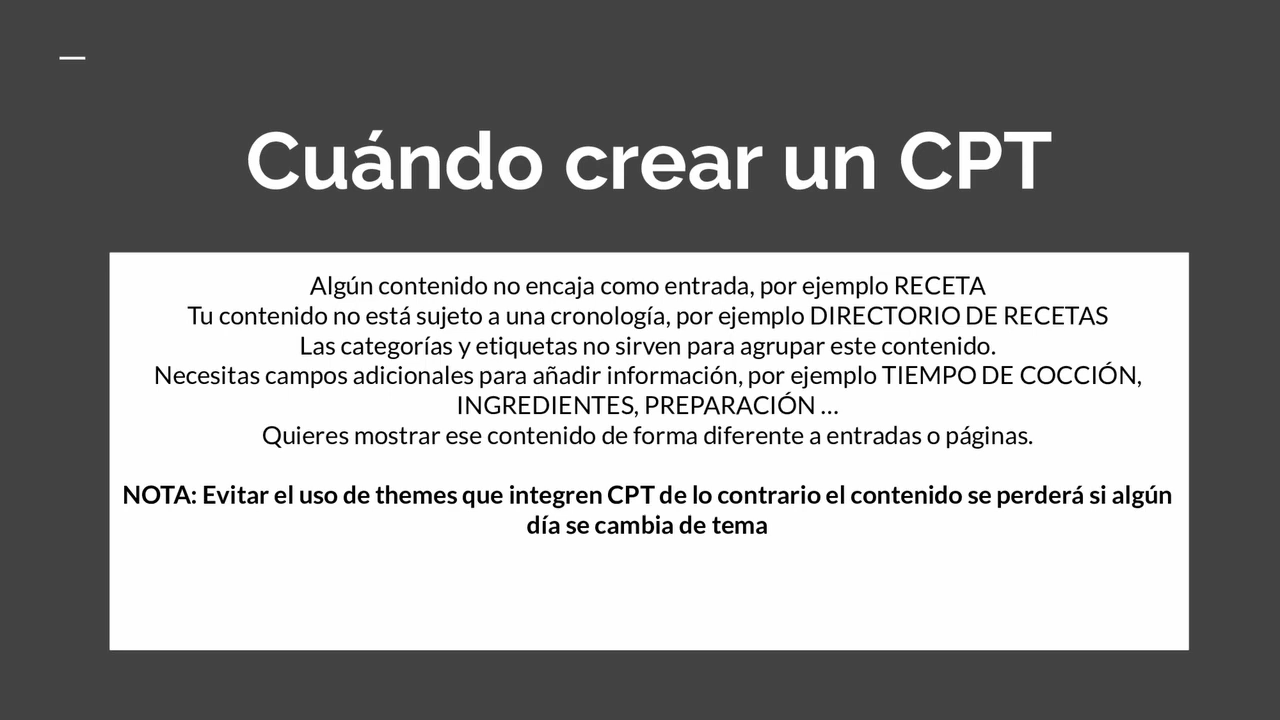 Cuándo crear un CPT
Algún contenido no encaja como entrada, por ejemplo RECETA
Tu contenido no está sujeto a una cronología, por ejemplo DIRECTORIO DE RECETAS
Las categorías y etiquetas no sirven para agrupar este contenido.
Necesitas campos adicionales para añadir información, por ejemplo TIEMPO DE COCCIÓN,
INGREDIENTES, PREPARACIÓN ...
Quieres mostrar ese contenido de forma diferente a entradas o páginas.
NOTA: Evitar el uso de themes que integren CPT de lo contrario el contenido se perderá si algún
día se cambia de tema